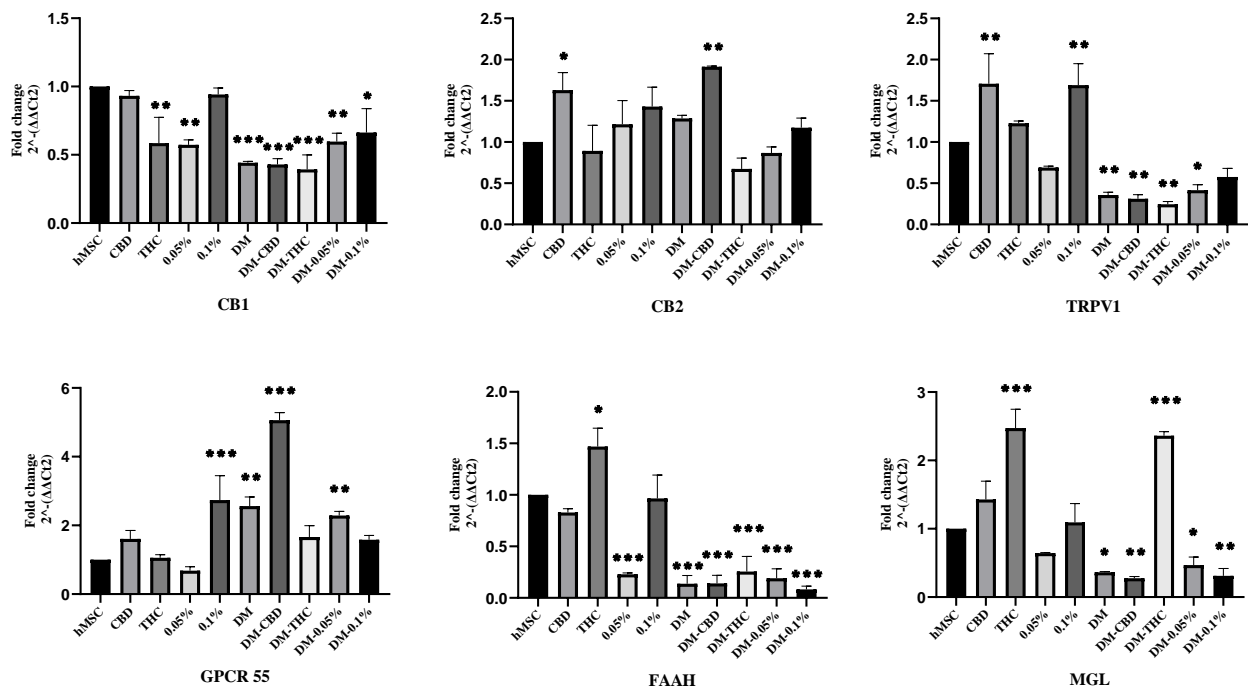 Fold change
2^-(ΔΔCt2)
1.5
1.0
0.5
0.0
**
**
***
***
***
**
*
hMSC
CBD
THC
0.05%
0.1%
DM
DM-CBD
DM-THC
DM-0.05%
DM-0.1%
CB1
Fold change
2^-(ΔΔCt2)
2.5
2.0
1.5
1.0
0.5
0.0
*
**
hMSC
CBD
THC
0.05%
0.1%
DM
DM-CBD
DM-THC
DM-0.05%
DM-0.1%
CB2
Fold change
2^-(ΔΔCt2)
2.5
2.0
1.5
1.0
0.5
0.0
**
**
**
**
**
*
hMSC
CBD
THC
0.05%
0.1%
DM
DM-CBD
DM-THC
DM-0.05%
DM-0.1%
TRPV1
Fold change
2^-(ΔΔCt2)
6
4
2
0
***
**
***
**
hMSC
CBD
THC
0.05%
0.1%
DM
DM-CBD
DM-THC
DM-0.05%
DM-0.1%
GPCR 55
Fold change
2^-(ΔΔCt2)
2.0
1.5
1.0
0.5
0.0
*
***
***
***
***
***
***
hMSC
CBD
THC
0.05%
0.1%
DM
DM-CBD
DM-THC
DM-0.05%
DM-0.1%
FAAH
Fold change
2^-(ΔΔCt2)
3
2
1
0
***
*
**
***
*
**
hMSC
CBD
THC
0.05%
0.1%
DM
DM-CBD
DM-THC
DM-0.05%
DM-0.1%
MGL